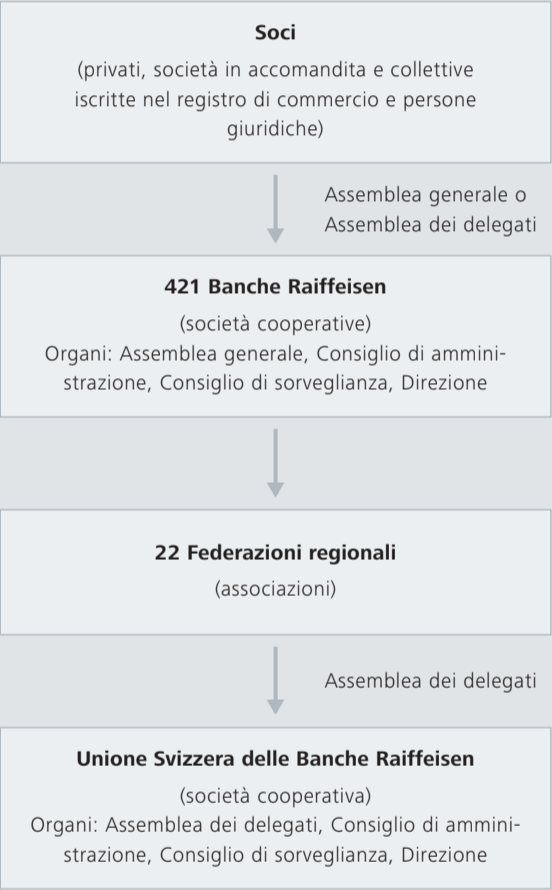 Soci
(privati, società in accomandita e collettive
iscritte nel registro di commercio e persone
giuridiche)
Assemblea generale o
Assemblea dei delegati
421 Banche Raiffeisen
(società cooperative)
Organi: Assemblea generale, Consiglio di ammini-
strazione, Consiglio di sorveglianza, Direzione
22 Federazioni regionali
(associazioni)
Assemblea dei delegati
Unione Svizzera delle Banche Raiffeisen
(società cooperativa)
Organi: Assemblea dei delegati, Consiglio di ammini-
strazione, Consiglio di sorveglianza, Direzione